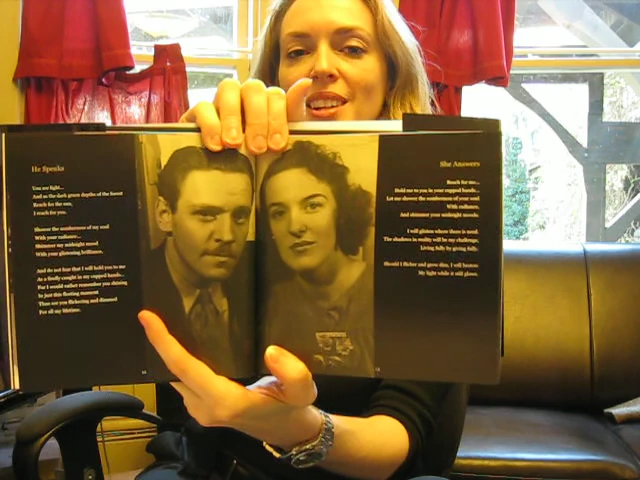 He Speaks
You are light...
And as the dark green depths of the forest
Reach for the sun,
I reach for you.
Shower the somberness of my soul
With your radiance...
Shimmer my midnight mood
With your glistening brilliance.
And do not fear that I will hold you to me
As a firefly caught in my cupped hands...
For I would rather remember you shining
In just this fleeting moment
Than see you flickering and dimmed
For all my lifetime.
She Answers
Reach for me...
Hold me to you in your cupped hands...
Let me shower the somberness of your soul
With radiance,
And shimmer your midnight moods.
I will glisten where there is need.
The shadows in reality will be my challenge,
Living fully by giving fully.
Should I flicker and grow dim, I will
My light while it still glows.